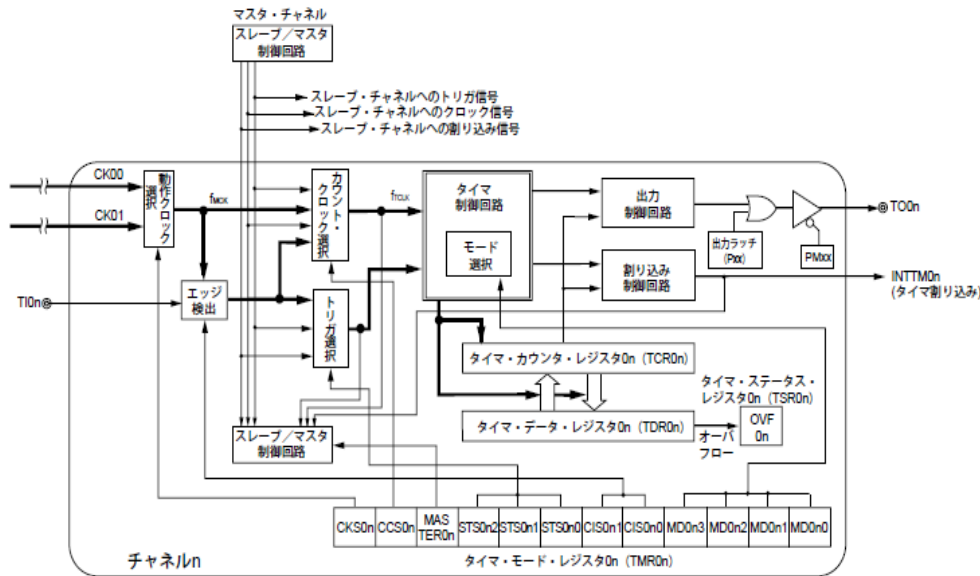 マスタ・チャネル
スレーブ／マスタ
制御回路
スレーブ・チャネルへのトリガ信号
スレーブ・チャネルへのクロック信号
スレーブ・チャネルへの割り込み信号
CK00
CK01
動作クロック
選択
fMCK
カウント・
クロック選択
fTCLK
タイマ
制御回路
モード
選択
出力
制御回路
出力ラッチ
(Pxx)
PMxx
TO0n
割り込み
制御回路
INTTM0n
(タイマ割り込み)
TI0n
エッジ
検出
トリガ選択
タイマ・カウンタ・レジスタ0n（TCR0n）
タイマ・データ・レジスタ0n（TDR0n）
タイマ・ステータス・
レジスタ0n（TSR0n）
OVF
0n
オーバ
フロー
スレーブ／マスタ
制御回路
CKS0n
CCS0n
MAS
TER0n
STS0n2
STS0n1
STS0n0
CIS0n1
CIS0n0
MD0n3
MD0n2
MD0n1
MD0n0
チャネルn
タイマ・モード・レジスタ0n（TMR0n）